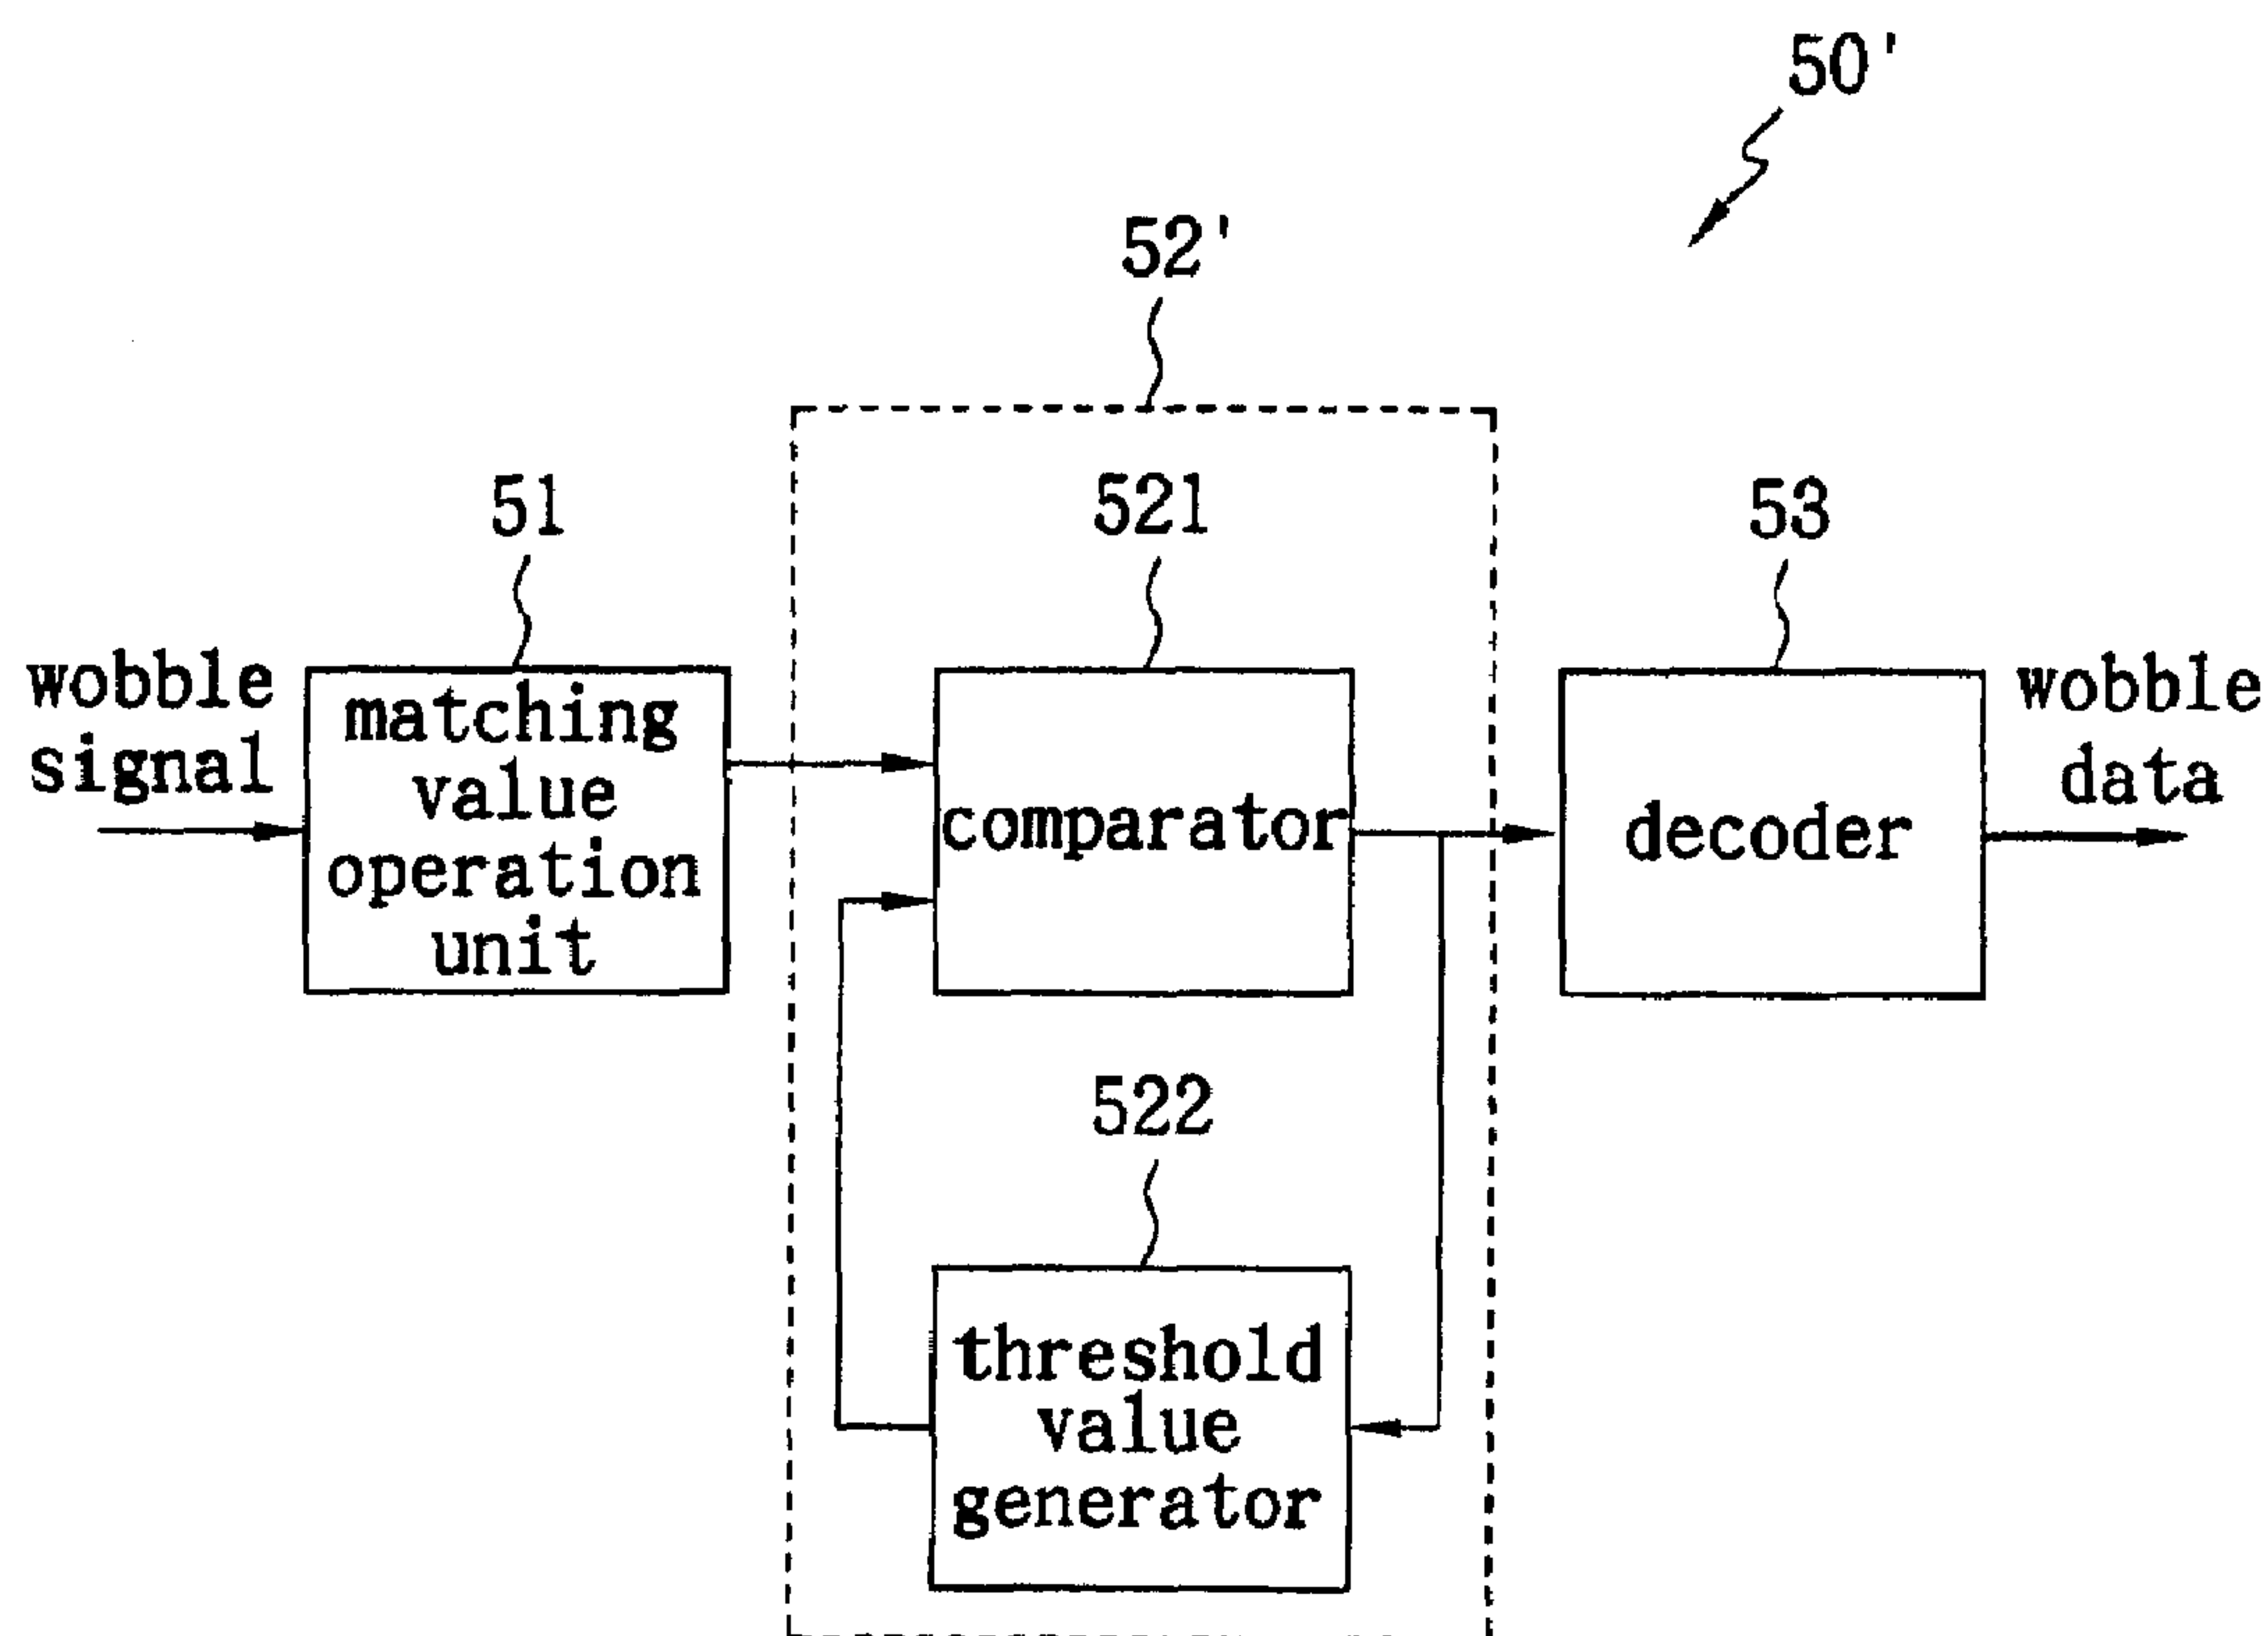 50'
52'
51
521
53
wobble
signal
matching
value
operation
unit
comparator
decoder
wobble
data
522
threshold
value
generator